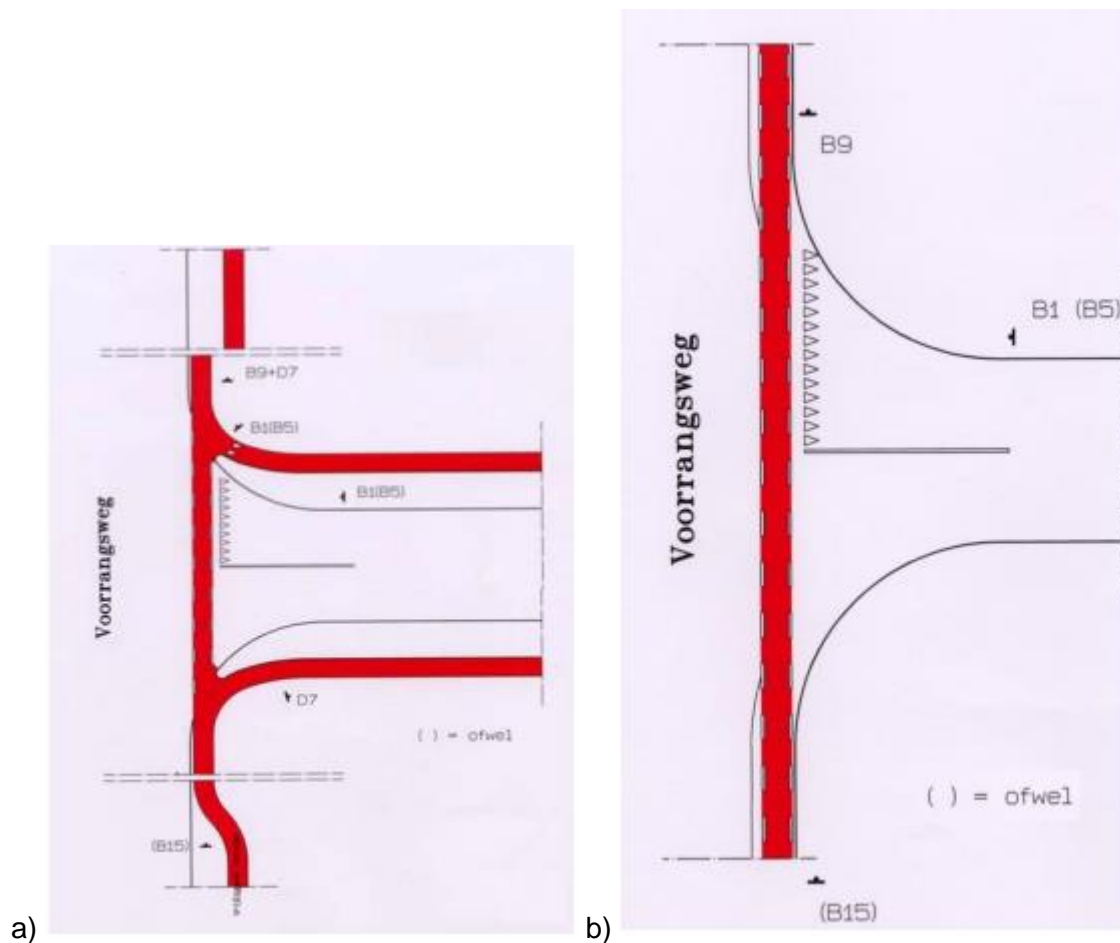 B9+D7
B1(B5)
B1(B5)
Voorrangsweg
D7
( ) = ofwel
(B15)
a)
B9
B1 (B5)
Voorrangsweg
( ) = ofwel
(B15)
b)